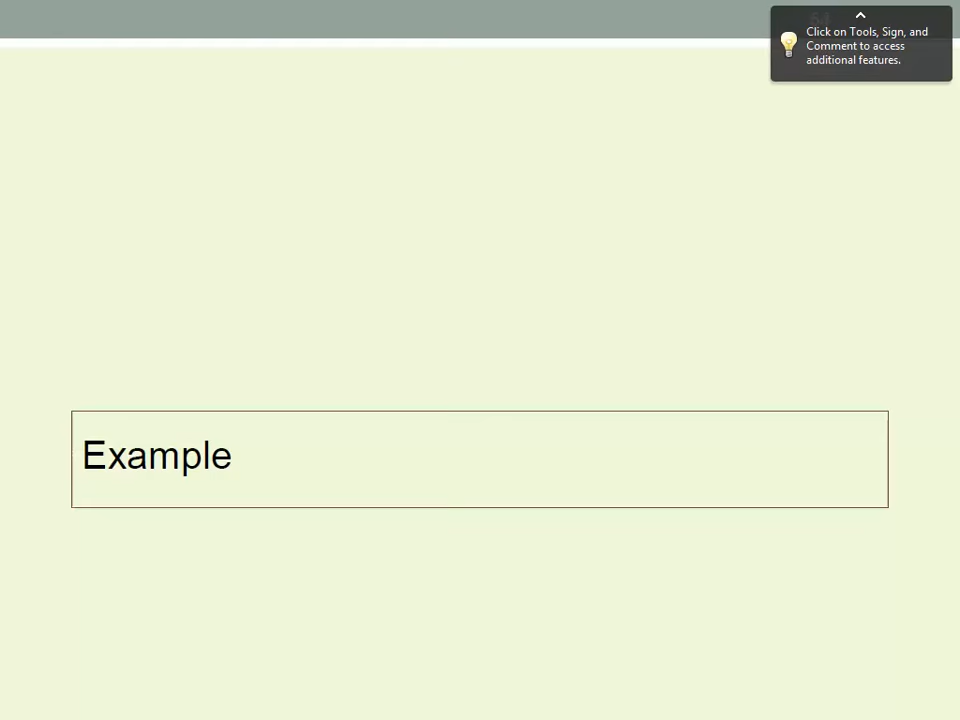 Click on Tools, Sign, and
Comment to access
additional features.
Example